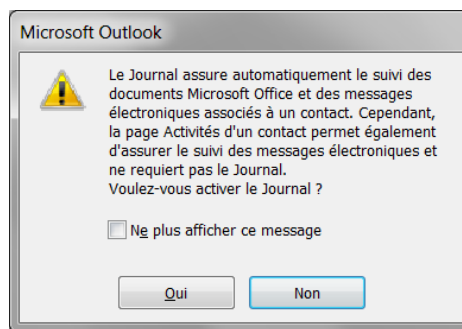 Microsoft Outlook
Le Journal assure automatiquement le suivi des
documents Microsoft Office et des messages
électroniques associés à un contact. Cependant,
la page Activités d'un contact permet également
d'assurer le suivi des messages électroniques et
ne requiert pas le Journal.
Voulez-vous activer le Journal ?
Ne plus afficher ce message
Oui Non